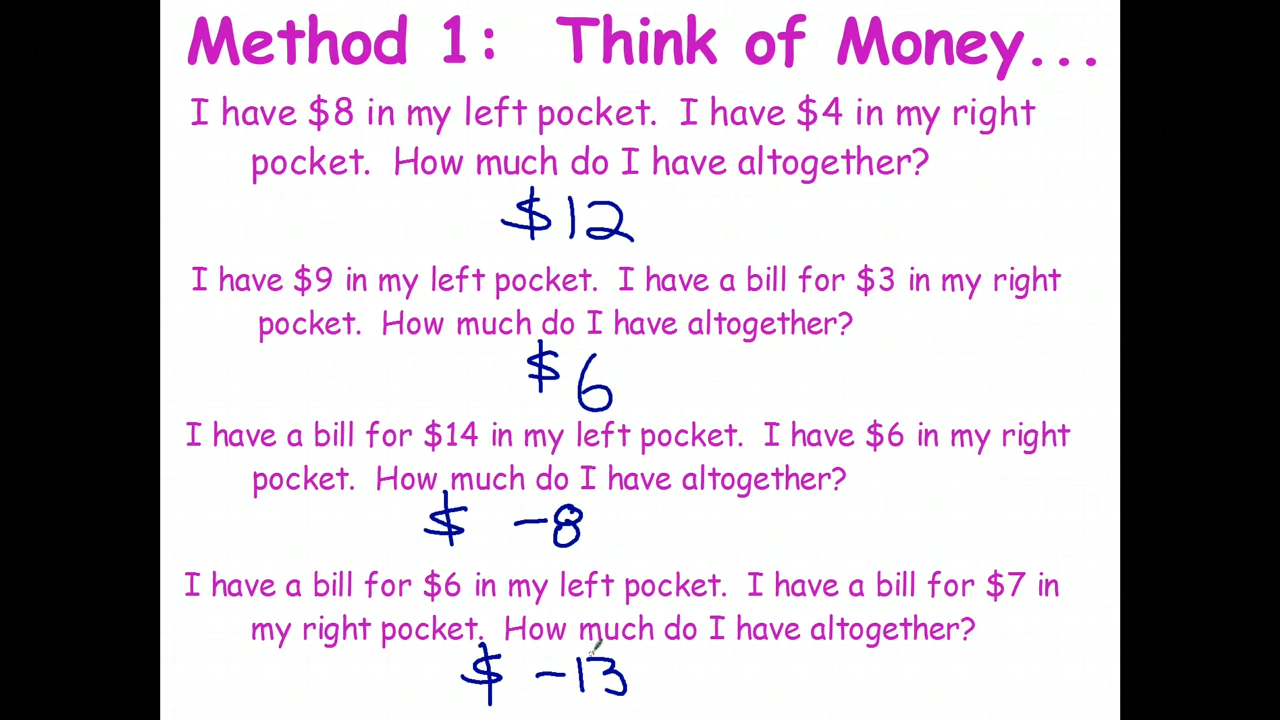 Method 1: Think of Money...
I have $8 in my left pocket. I have $4 in my right
pocket. How much do I have altogether?
$12
I have $9 in my left pocket. I have a bill for $3 in my right
pocket. How much do I have altogether?
$6
I have a bill for $14 in my left pocket. I have $6 in my right
pocket. How much do I have altogether?
$ -8
I have a bill for $6 in my left pocket. I have a bill for $7 in
my right pocket. How much do I have altogether?
$ -13